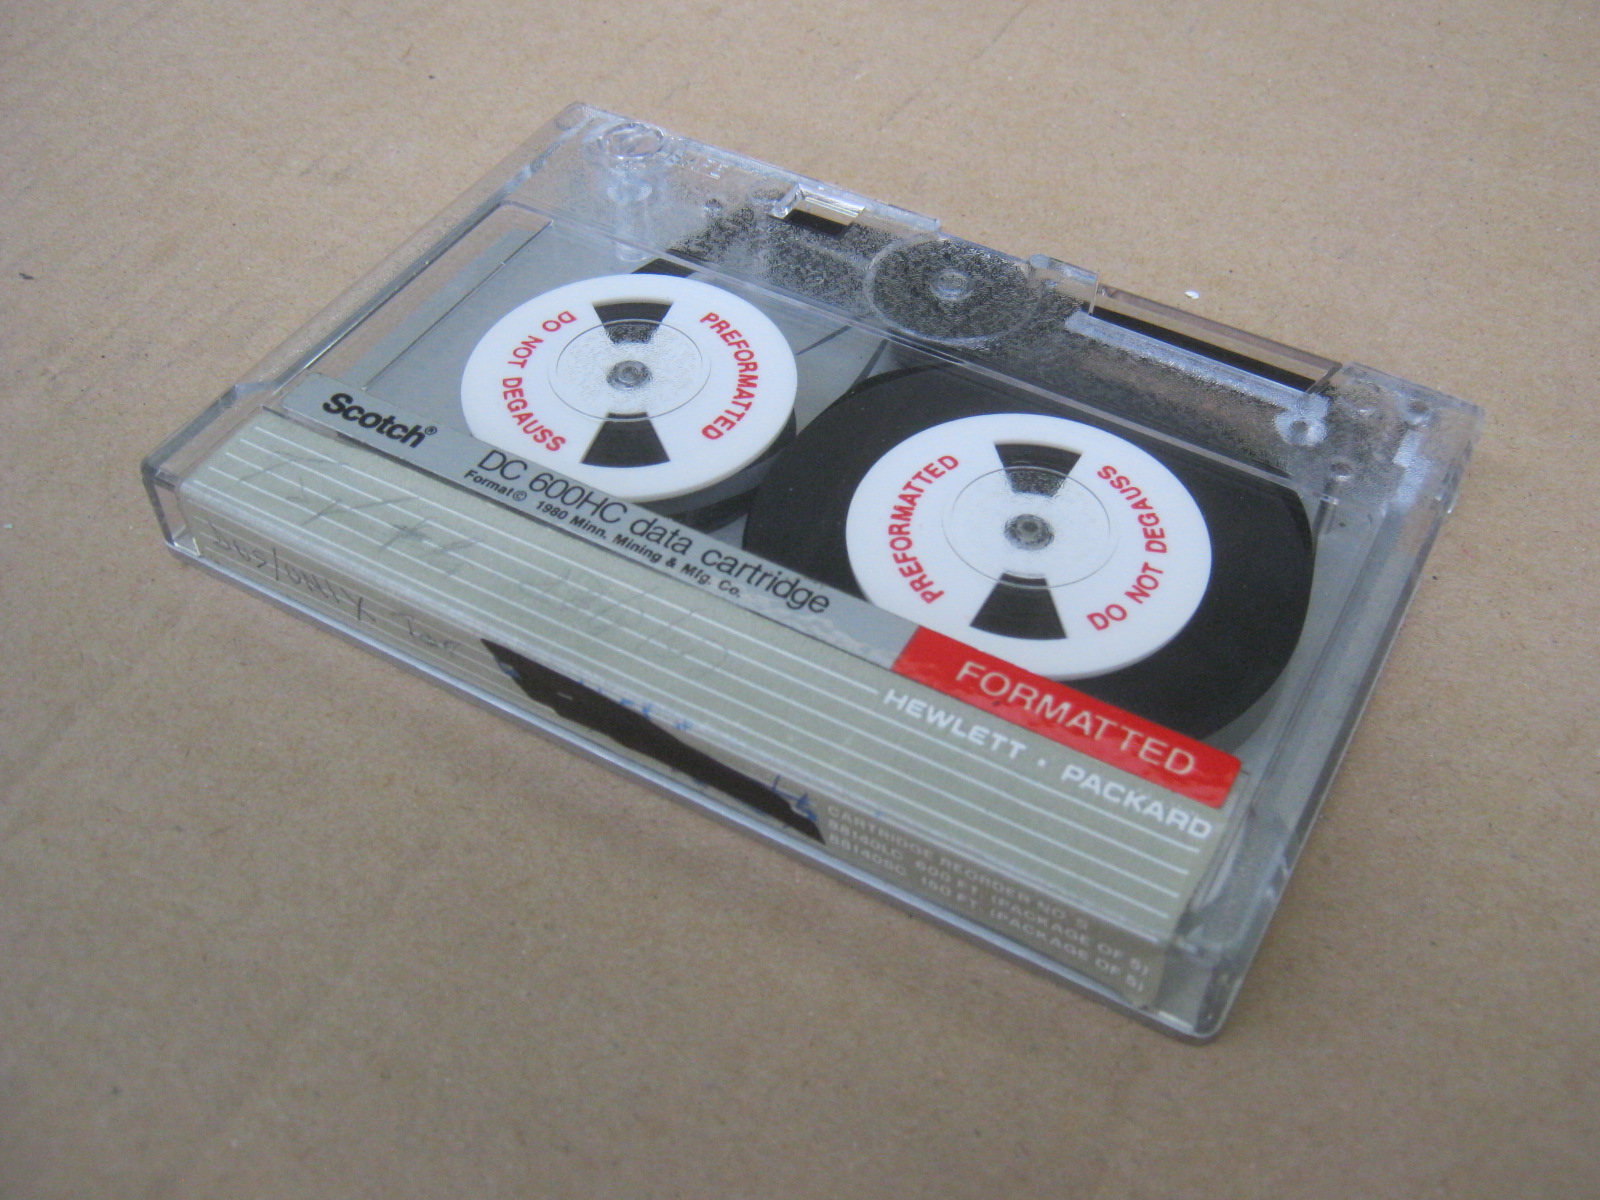 DO NOT DEGAUSS
PREFORMATTED
PREFORMATTED
DO NOT DEGAUSS
Scotch®
DC 600HC data cartridge
Format© 1980 Minn. Mining & Mfg. Co.
FORMATTED
HEWLETT · PACKARD
CARTRIDGE REORDER NO.'S
88140LC 600 FT. (PACKAGE OF 5)
88140SC 150 FT. (PACKAGE OF 5)